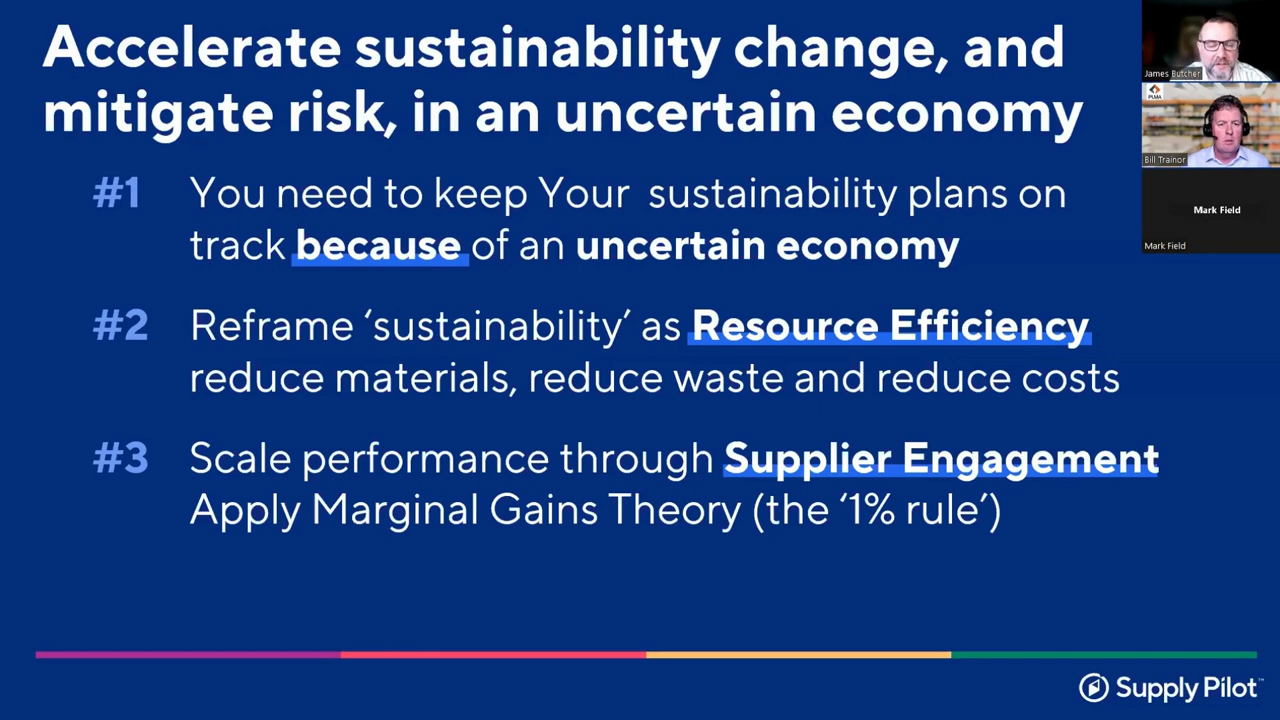 Accelerate sustainability change, and
mitigate risk, in an uncertain economy
#1 You need to keep Your sustainability plans on
track because of an uncertain economy
#2 Reframe ‘sustainability’ as Resource Efficiency
reduce materials, reduce waste and reduce costs
#3 Scale performance through Supplier Engagement
Apply Marginal Gains Theory (the ‘1% rule’)
James Butcher
PLMA
Bill Trainor
Mark Field
Mark Field
Supply Pilot™